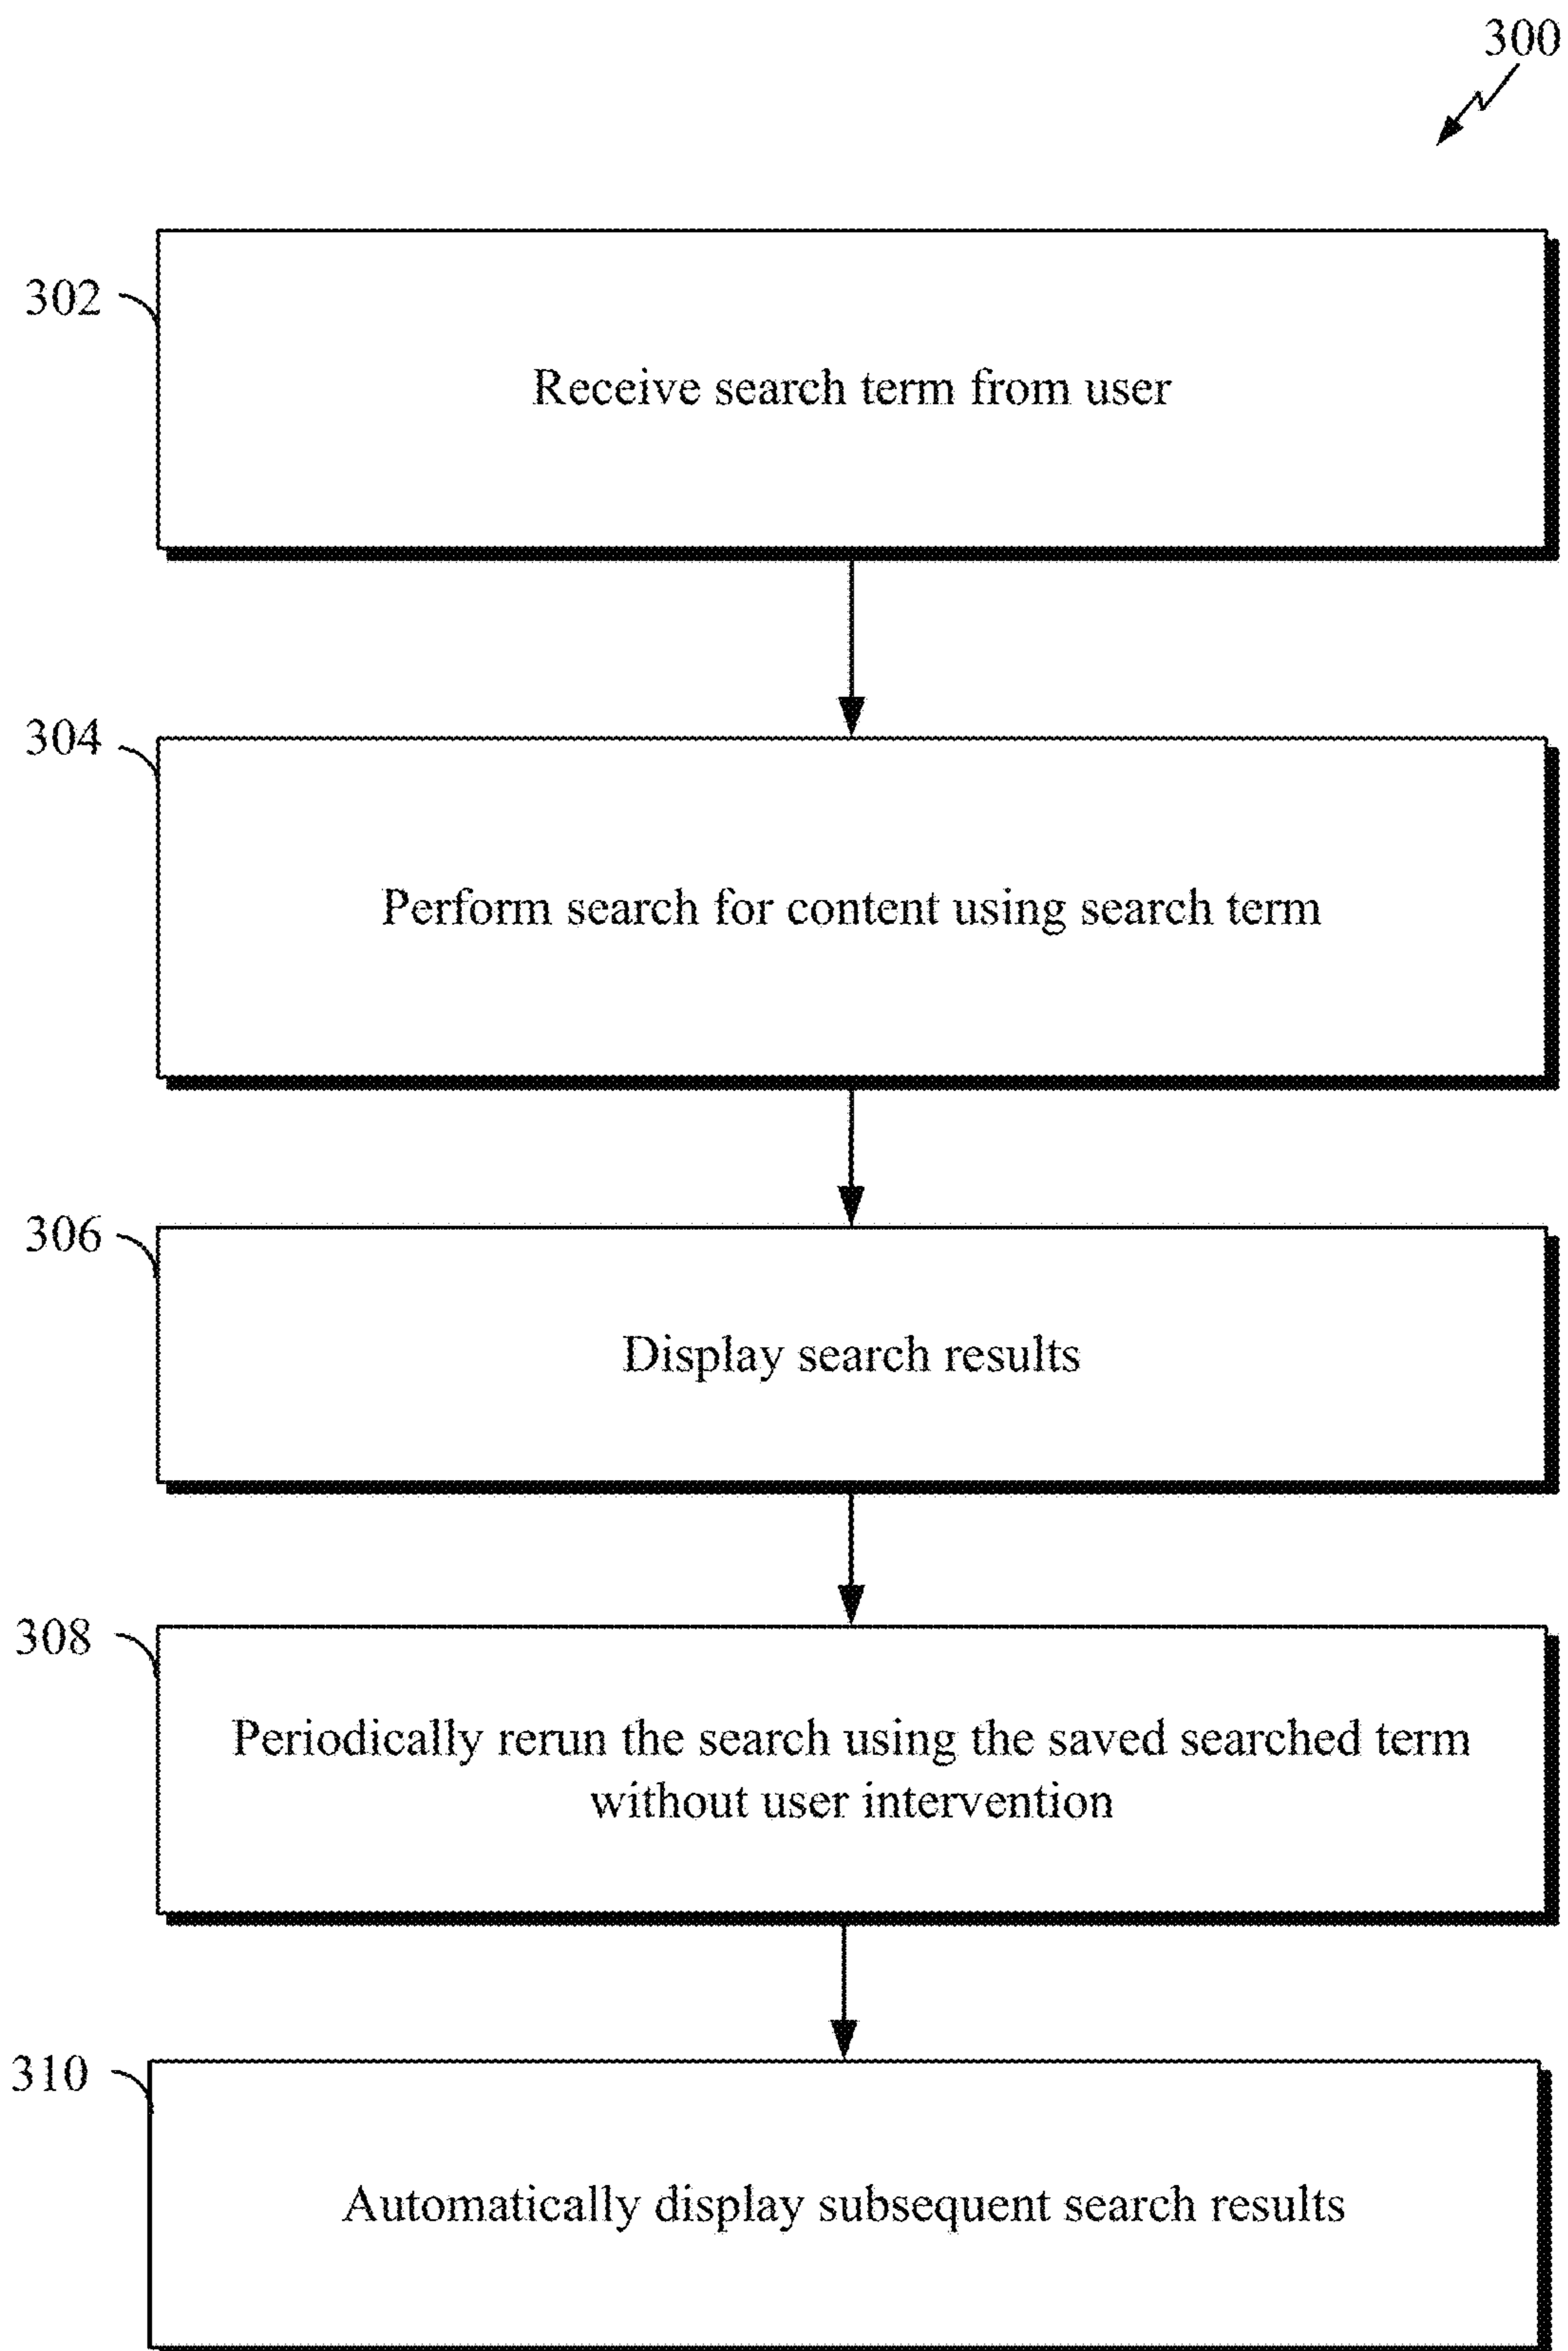 300
302
Receive search term from user
304
Perform search for content using search term
306
Display search results
308
Periodically rerun the search using the saved searched term
without user intervention
310
Automatically display subsequent search results